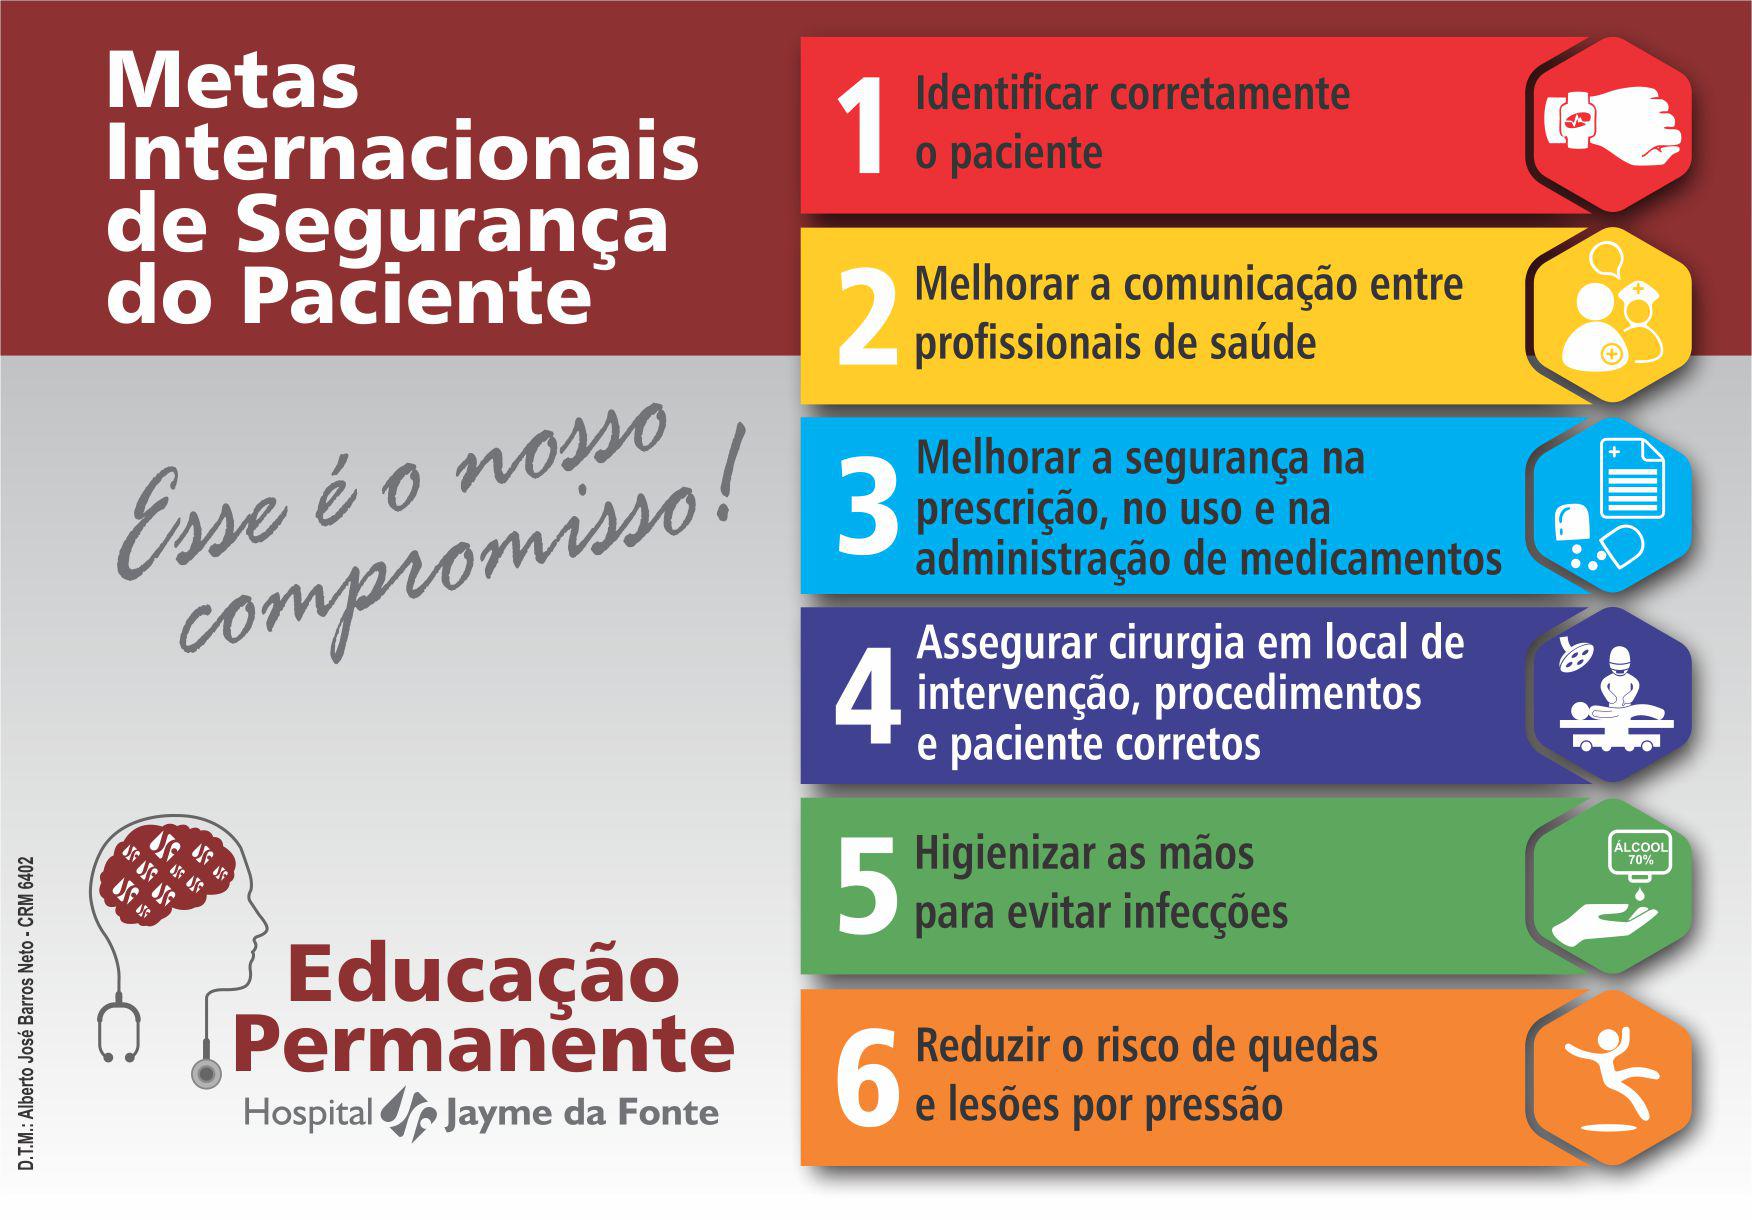 Metas
Internacionais
de Segurança
do Paciente
Esse é o nosso
compromisso!
1
Identificar corretamente
o paciente
2
Melhorar a comunicação entre
profissionais de saúde
3
Melhorar a segurança na
prescrição, no uso e na
administração de medicamentos
4
Assegurar cirurgia em local de
intervenção, procedimentos
e paciente corretos
5
Higienizar as mãos
para evitar infecções
ÁLCOOL
70%
6
Reduzir o risco de quedas
e lesões por pressão
Educação
Permanente
Hospital Jayme da Fonte
D.T.M.: Alberto José Barros Neto - CRM 6402